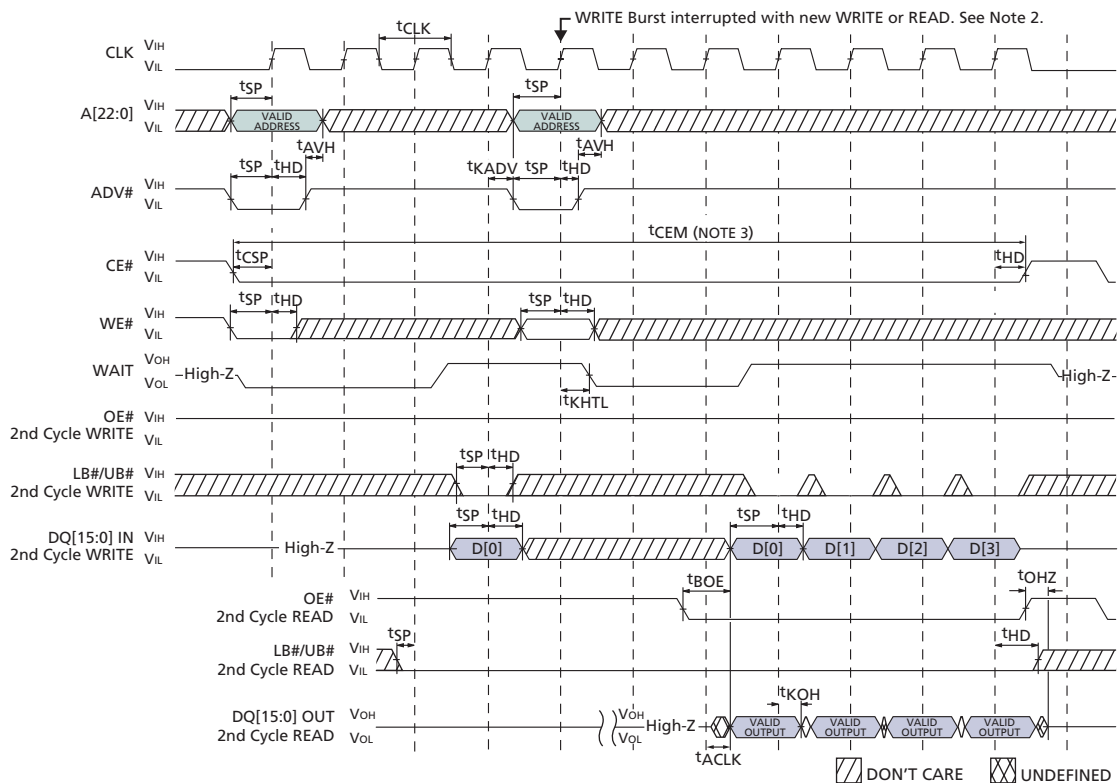 WRITE Burst interrupted with new WRITE or READ. See Note 2.
tCLK
CLK VIH
VIL
tSP tSP
A[22:0] VIH
VIL
VALID ADDRESS VALID ADDRESS
tAVH tAVH
tSP tHD tKADV tSP tHD
ADV# VIH
VIL
tCEM (NOTE 3)
CE# VIH
VIL
tCSP tHD
tSP tHD tSP tHD
WE# VIH
VIL
WAIT VOH
VOL
High-Z High-Z
tKHTL
OE# VIH
2nd Cycle WRITE VIL
tSP tHD
LB#/UB# VIH
2nd Cycle WRITE VIL
tSP tHD tSP tHD
DQ[15:0] IN VIH
2nd Cycle WRITE VIL
High-Z D[0] D[0] D[1] D[2] D[3]
tBOE tOHZ
OE# VIH
2nd Cycle READ VIL
tSP tHD
LB#/UB# VIH
2nd Cycle READ VIL
tKOH
DQ[15:0] OUT VOH
2nd Cycle READ VOL
VOH
VOL
High-Z
VALID OUTPUT VALID OUTPUT VALID OUTPUT VALID OUTPUT
tACLK
DON'T CARE UNDEFINED